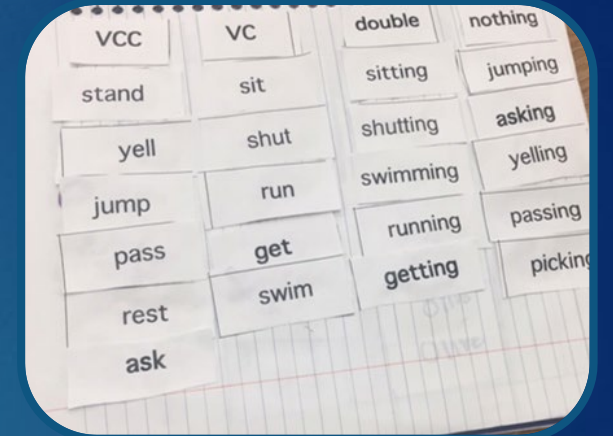 VCC VC double nothing
stand sit sitting jumping
yell shut shutting asking
jump run swimming yelling
pass get running passing
rest swim getting picking
ask